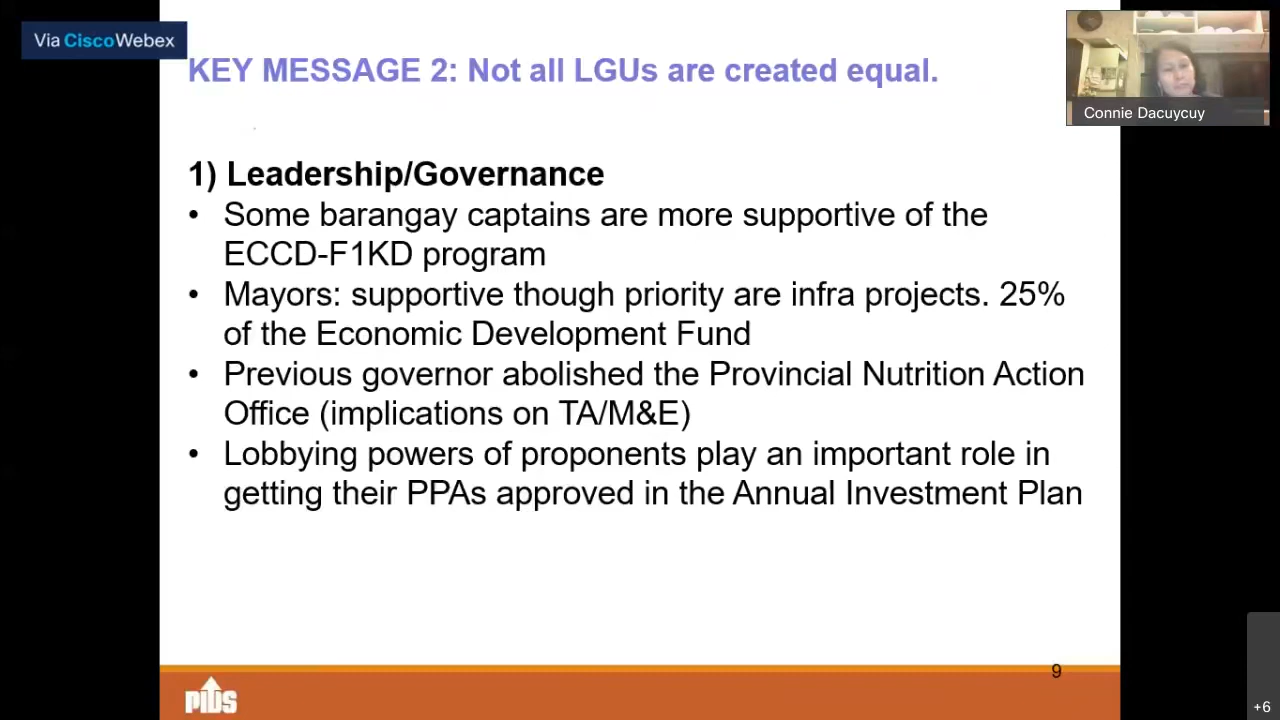 Via Cisco Webex
KEY MESSAGE 2: Not all LGUs are created equal.
Connie Dacuycuy
1) Leadership/Governance
• Some barangay captains are more supportive of the
ECCD-F1KD program
• Mayors: supportive though priority are infra projects. 25%
of the Economic Development Fund
• Previous governor abolished the Provincial Nutrition Action
Office (implications on TA/M&E)
• Lobbying powers of proponents play an important role in
getting their PPAs approved in the Annual Investment Plan
9
PIDS
+6